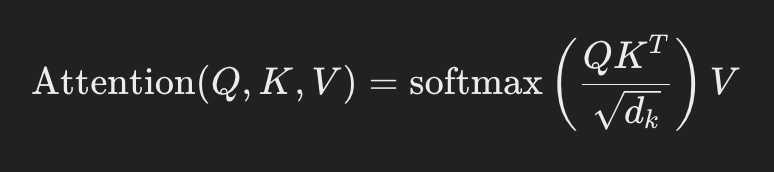 Attention(Q, K, V) = softmax(QK^T / √d_k) V